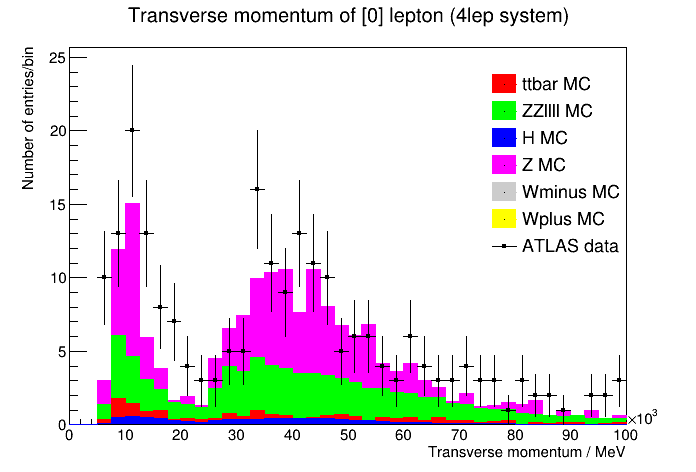 Transverse momentum of [0] lepton (4lep system)
Number of entries/bin
25
20
15
10
5
0
ttbar MC
ZZllll MC
H MC
Z MC
Wminus MC
Wplus MC
ATLAS data
0 10 20 30 40 50 60 70 80 90 100
×10³
Transverse momentum / MeV